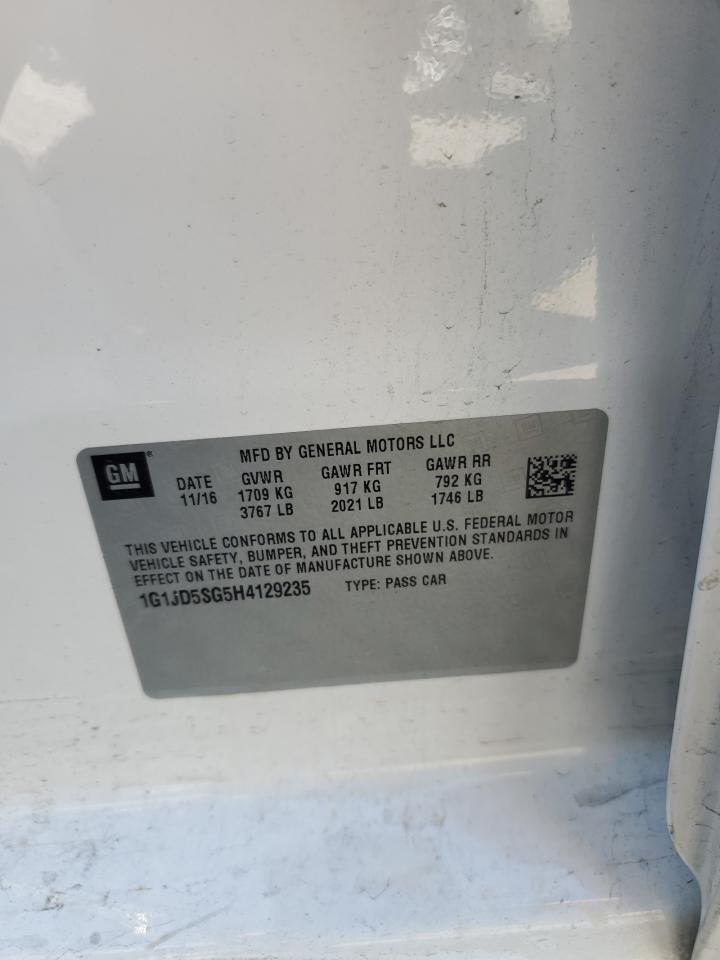 GM®
MFD BY GENERAL MOTORS LLC
DATE GVWR GAWR FRT GAWR RR
11/16 1709 KG 917 KG 792 KG
3767 LB 2021 LB 1746 LB
THIS VEHICLE CONFORMS TO ALL APPLICABLE U.S. FEDERAL MOTOR
VEHICLE SAFETY, BUMPER, AND THEFT PREVENTION STANDARDS IN
EFFECT ON THE DATE OF MANUFACTURE SHOWN ABOVE.
1G1JD5SG5H4129235 TYPE: PASS CAR